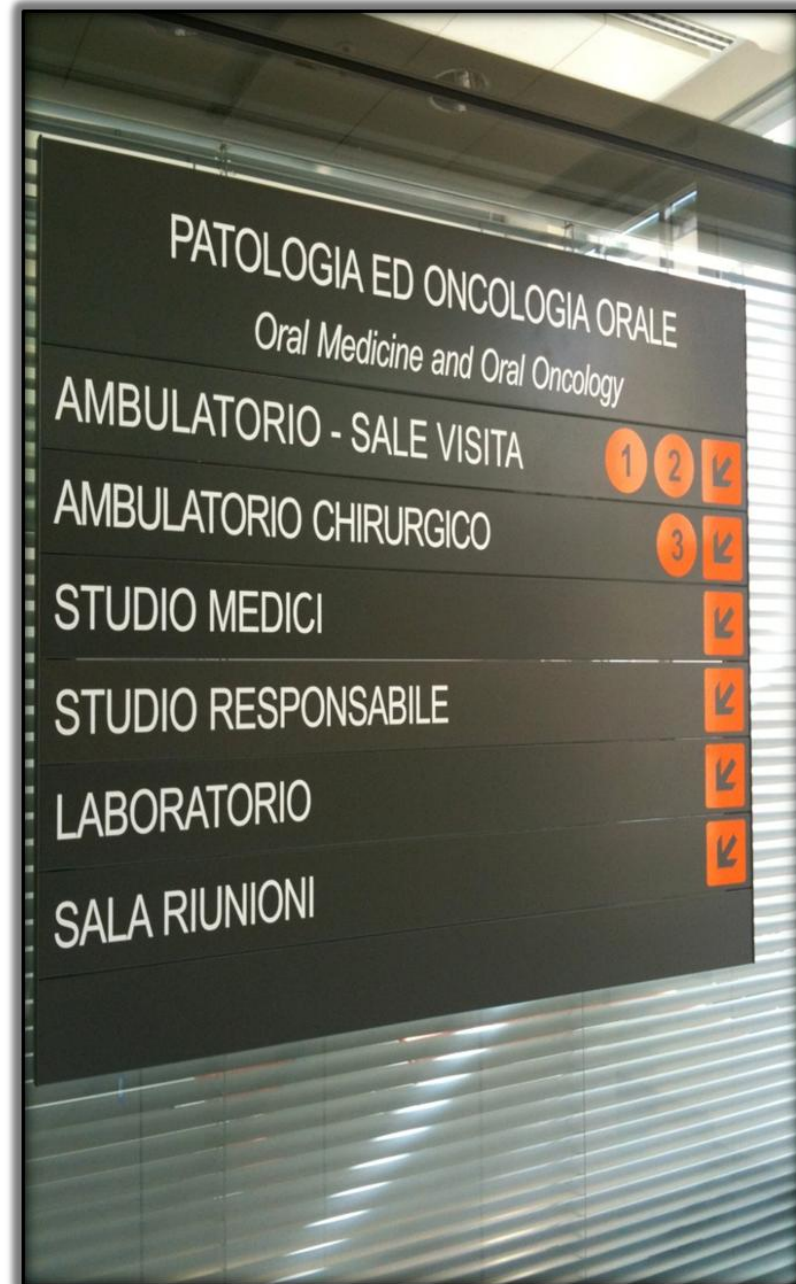 PATOLOGIA ED ONCOLOGIA ORALE
Oral Medicine and Oral Oncology
AMBULATORIO - SALE VISITA 1 2
AMBULATORIO CHIRURGICO 3
STUDIO MEDICI
STUDIO RESPONSABILE
LABORATORIO
SALA RIUNIONI